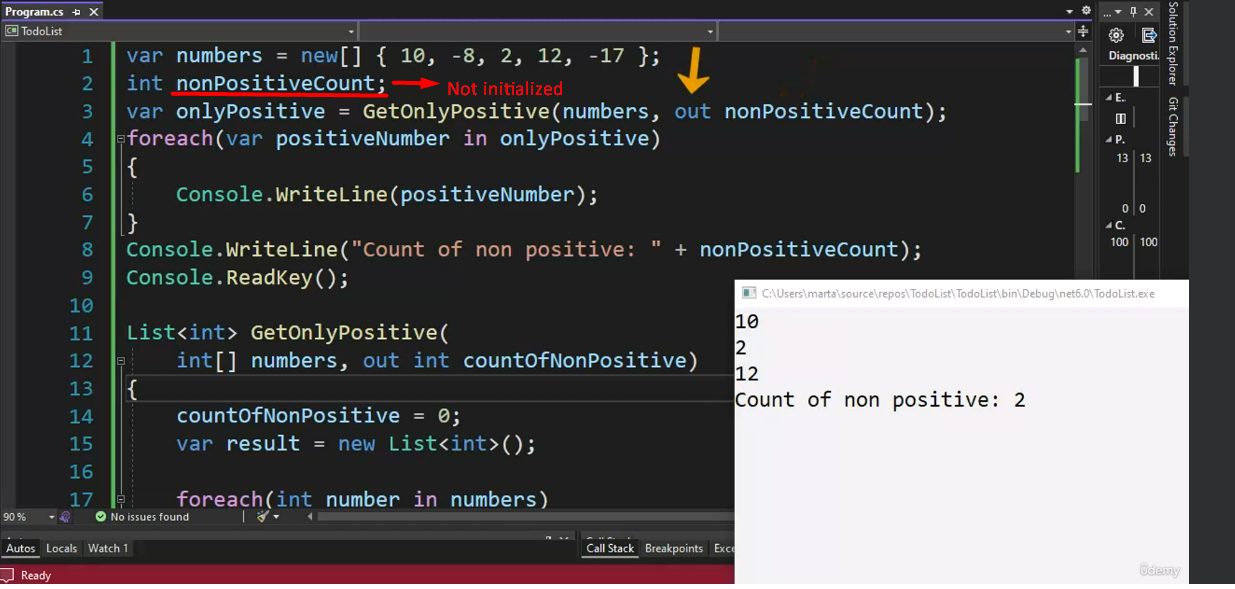 Program.cs
TodoList
1 var numbers = new[] { 10, -8, 2, 12, -17 };
2 int nonPositiveCount;
Not initialized
3 var onlyPositive = GetOnlyPositive(numbers, out nonPositiveCount);
4 foreach(var positiveNumber in onlyPositive)
5 {
6 Console.WriteLine(positiveNumber);
7 }
8 Console.WriteLine("Count of non positive: " + nonPositiveCount);
9 Console.ReadKey();
10
11 List<int> GetOnlyPositive(
12 int[] numbers, out int countOfNonPositive)
13 {
14 countOfNonPositive = 0;
15 var result = new List<int>();
16
17 foreach(int number in numbers)
90 %
No issues found
Autos Locals Watch 1
Call Stack Breakpoints Exce
Ready
... 
Diagnosti.
E..
P.
13 13
0 0
C.
100 100
Solution Explorer
Git Changes
C:\Users\marta\source\repos\TodoList\TodoList\bin\Debug\net6.0\TodoList.exe
10
2
12
Count of non positive: 2
ûdemy